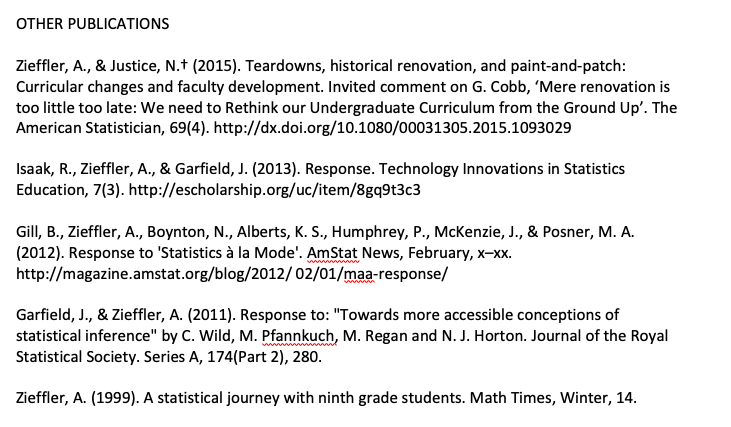 OTHER PUBLICATIONS
Zieffler, A., & Justice, N.† (2015). Teardowns, historical renovation, and paint-and-patch:
Curricular changes and faculty development. Invited comment on G. Cobb, ‘Mere renovation is
too little too late: We need to Rethink our Undergraduate Curriculum from the Ground Up’. The
American Statistician, 69(4). http://dx.doi.org/10.1080/00031305.2015.1093029
Isaak, R., Zieffler, A., & Garfield, J. (2013). Response. Technology Innovations in Statistics
Education, 7(3). http://escholarship.org/uc/item/8gq9t3c3
Gill, B., Zieffler, A., Boynton, N., Alberts, K. S., Humphrey, P., McKenzie, J., & Posner, M. A.
(2012). Response to 'Statistics à la Mode'. AmStat News, February, x–xx.
http://magazine.amstat.org/blog/2012/ 02/01/maa-response/
Garfield, J., & Zieffler, A. (2011). Response to: "Towards more accessible conceptions of
statistical inference" by C. Wild, M. Pfannkuch, M. Regan and N. J. Horton. Journal of the Royal
Statistical Society. Series A, 174(Part 2), 280.
Zieffler, A. (1999). A statistical journey with ninth grade students. Math Times, Winter, 14.